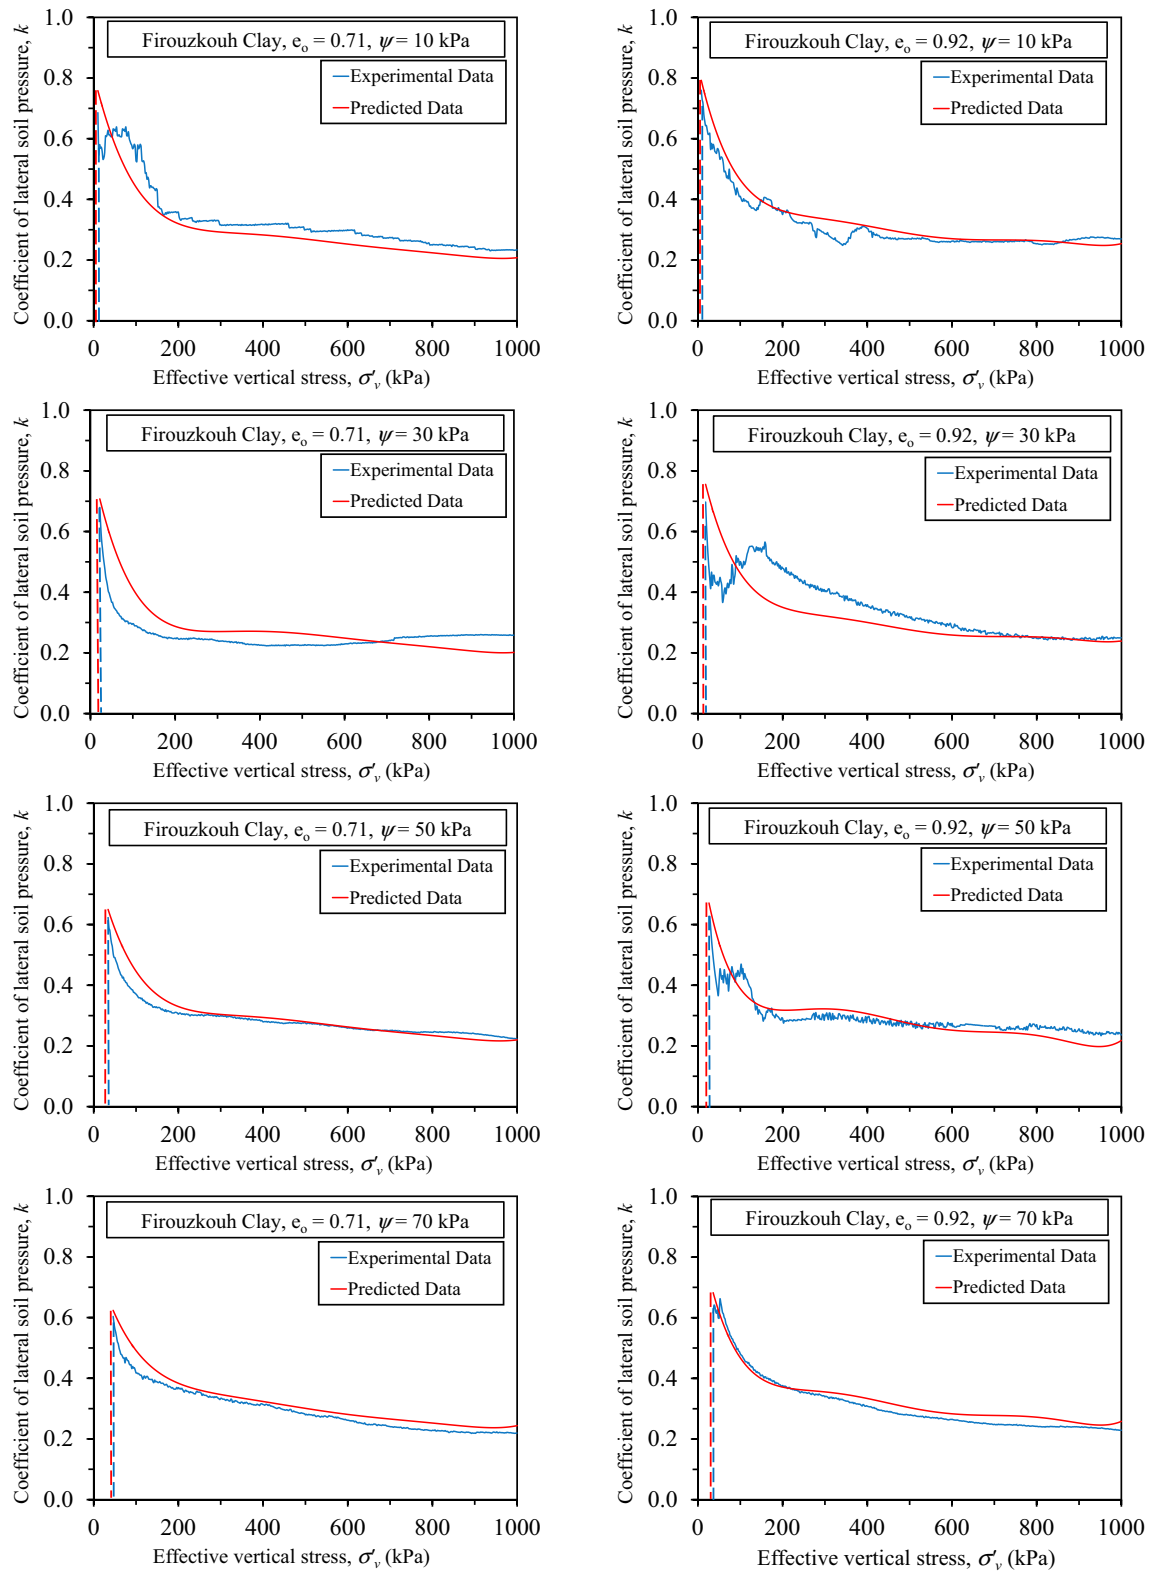 Firouzkouh Clay, eₒ = 0.71, ψ = 10 kPa
Experimental Data
Predicted Data
Coefficient of lateral soil pressure, k
1.0
0.8
0.6
0.4
0.2
0.0
0 200 400 600 800 1000
Effective vertical stress, σ′ᵥ (kPa)
Firouzkouh Clay, eₒ = 0.92, ψ = 10 kPa
Experimental Data
Predicted Data
Coefficient of lateral soil pressure, k
1.0
0.8
0.6
0.4
0.2
0.0
0 200 400 600 800 1000
Effective vertical stress, σ′ᵥ (kPa)
Firouzkouh Clay, eₒ = 0.71, ψ = 30 kPa
Experimental Data
Predicted Data
Coefficient of lateral soil pressure, k
1.0
0.8
0.6
0.4
0.2
0.0
0 200 400 600 800 1000
Effective vertical stress, σ′ᵥ (kPa)
Firouzkouh Clay, eₒ = 0.92, ψ = 30 kPa
Experimental Data
Predicted Data
Coefficient of lateral soil pressure, k
1.0
0.8
0.6
0.4
0.2
0.0
0 200 400 600 800 1000
Effective vertical stress, σ′ᵥ (kPa)
Firouzkouh Clay, eₒ = 0.71, ψ = 50 kPa
Experimental Data
Predicted Data
Coefficient of lateral soil pressure, k
1.0
0.8
0.6
0.4
0.2
0.0
0 200 400 600 800 1000
Effective vertical stress, σ′ᵥ (kPa)
Firouzkouh Clay, eₒ = 0.92, ψ = 50 kPa
Experimental Data
Predicted Data
Coefficient of lateral soil pressure, k
1.0
0.8
0.6
0.4
0.2
0.0
0 200 400 600 800 1000
Effective vertical stress, σ′ᵥ (kPa)
Firouzkouh Clay, eₒ = 0.71, ψ = 70 kPa
Experimental Data
Predicted Data
Coefficient of lateral soil pressure, k
1.0
0.8
0.6
0.4
0.2
0.0
0 200 400 600 800 1000
Effective vertical stress, σ′ᵥ (kPa)
Firouzkouh Clay, eₒ = 0.92, ψ = 70 kPa
Experimental Data
Predicted Data
Coefficient of lateral soil pressure, k
1.0
0.8
0.6
0.4
0.2
0.0
0 200 400 600 800 1000
Effective vertical stress, σ′ᵥ (kPa)